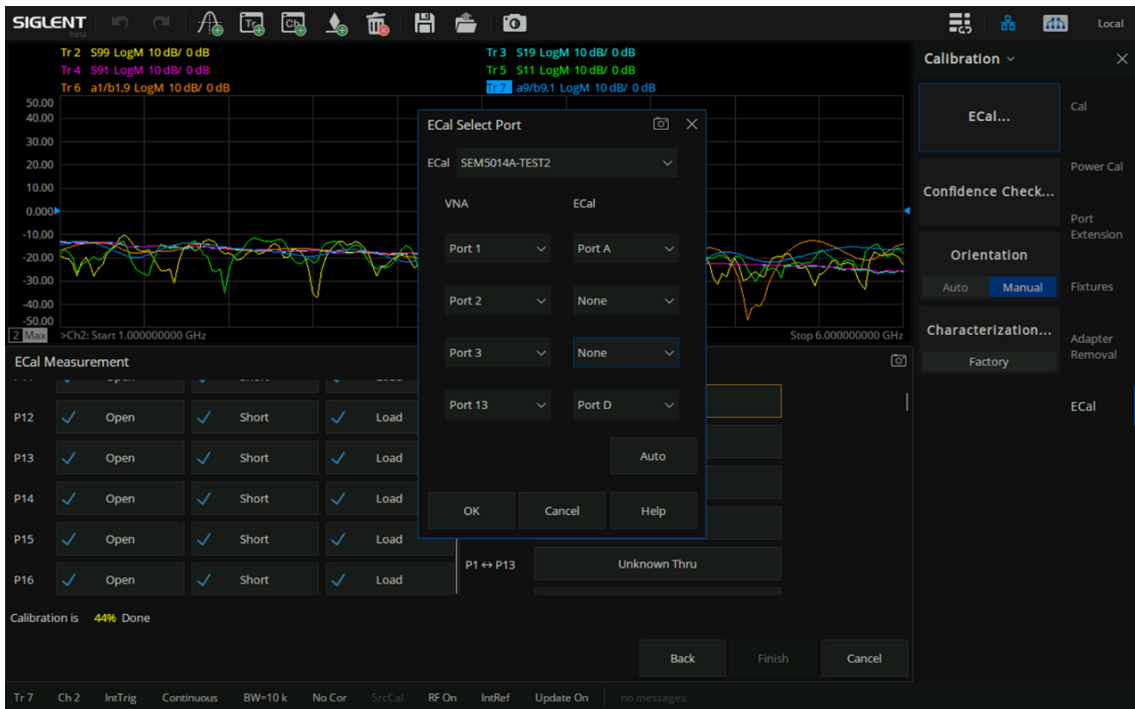 SIGLENT
beta
Tr
Ch
Local
Tr 2 S99 LogM 10 dB/ 0 dB
Tr 3 S19 LogM 10 dB/ 0 dB
Tr 4 S91 LogM 10 dB/ 0 dB
Tr 5 S11 LogM 10 dB/ 0 dB
Tr 6 a1/b1,9 LogM 10 dB/ 0 dB
Tr 7 a9/b9,1 LogM 10 dB/ 0 dB
50.00
40.00
30.00
20.00
10.00
0.000
-10.00
-20.00
-30.00
-40.00
-50.00
2 Max >Ch2: Start 1.000000000 GHz
Stop 6.000000000 GHz
ECal Select Port
ECal SEM5014A-TEST2
VNA ECal
Port 1 Port A
Port 2 None
Port 3 None
Port 13 Port D
Auto
OK Cancel Help
Calibration
ECal...
Confidence Check...
Orientation
Auto Manual
Characterization...
Factory
Cal
Power Cal
Port
Extension
Fixtures
Adapter
Removal
ECal
ECal Measurement
P12 Open Short Load
P13 Open Short Load
P14 Open Short Load
P15 Open Short Load
P16 Open Short Load
P1 ↔ P13 Unknown Thru
Calibration is 44% Done
Back Finish Cancel
Tr 7 Ch 2 IntTrig Continuous BW=10 k No Cor SrcCal RF On IntRef Update On no messages